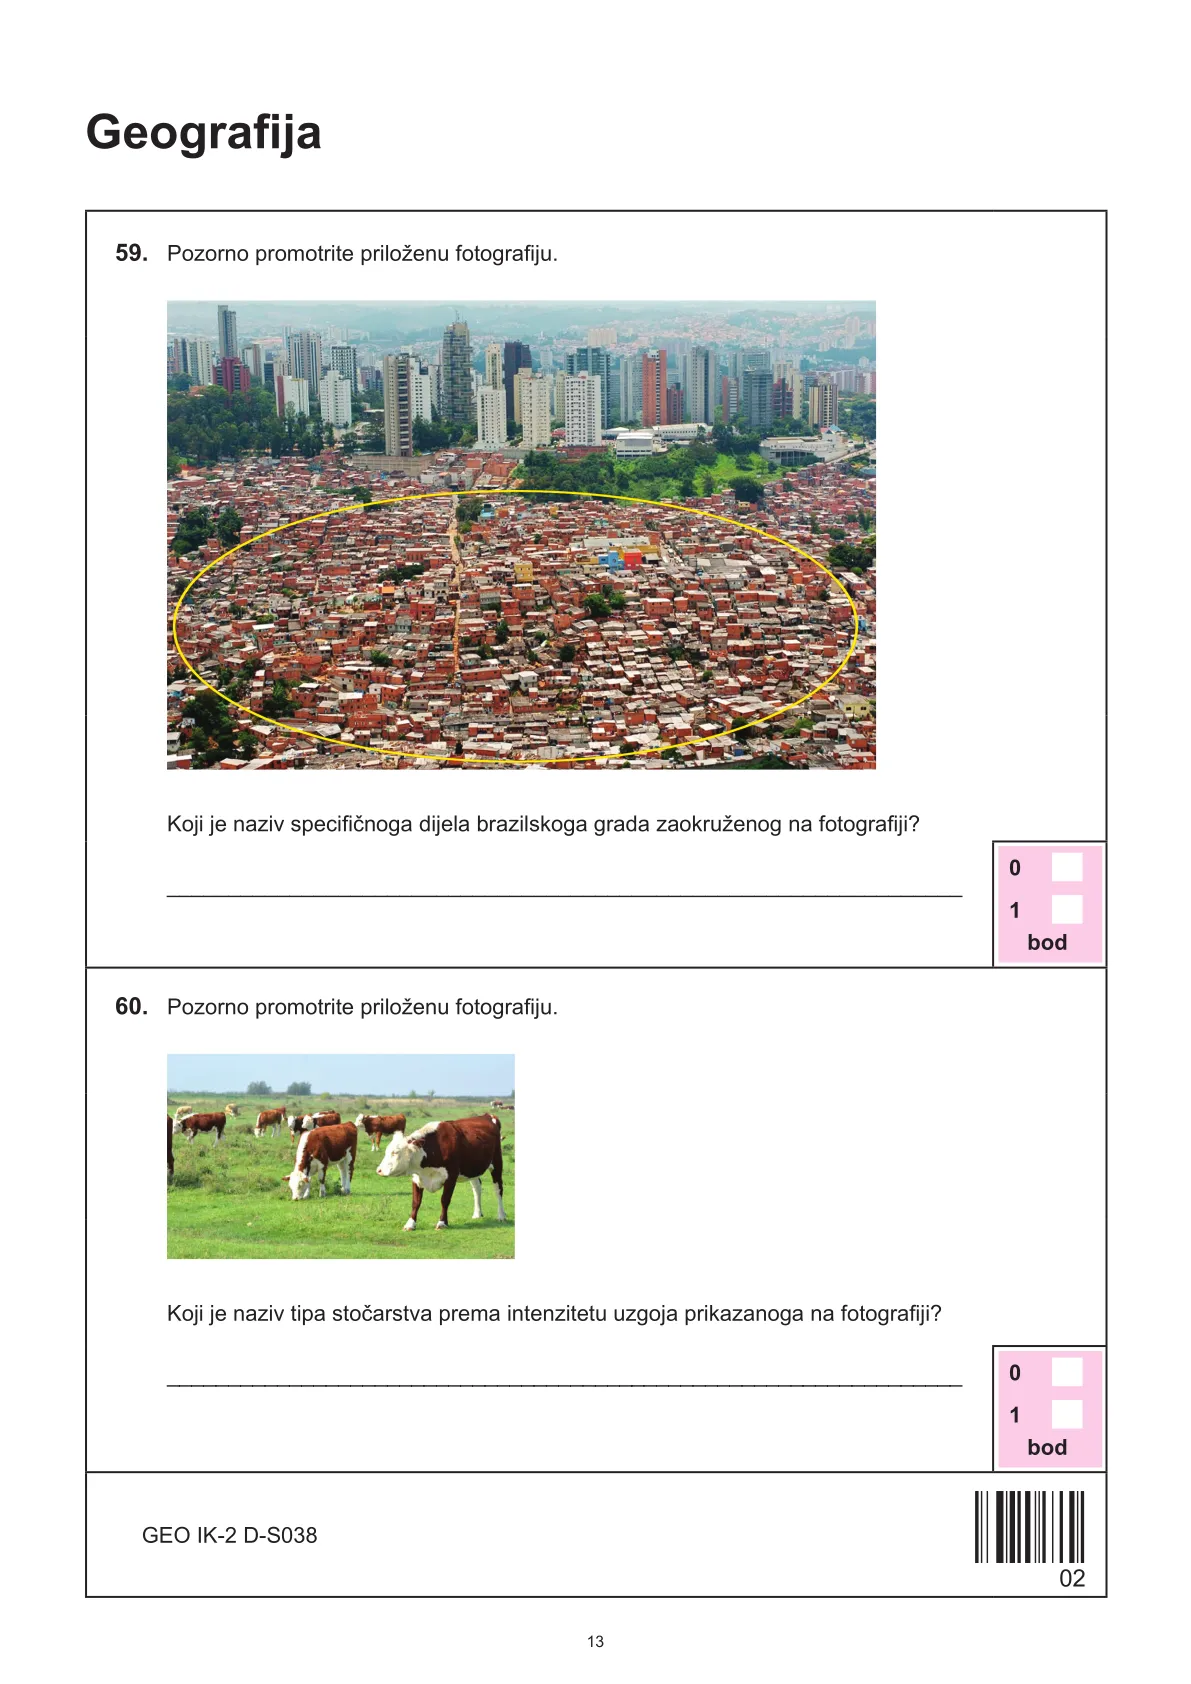 Geografija
59. Pozorno promotrite priloženu fotografiju.
Koji je naziv specifičnoga dijela brazilskoga grada zaokruženog na fotografiji?
0
1
bod
60. Pozorno promotrite priloženu fotografiju.
Koji je naziv tipa stočarstva prema intenzitetu uzgoja prikazanoga na fotografiji?
0
1
bod
GEO IK-2 D-S038
02
13